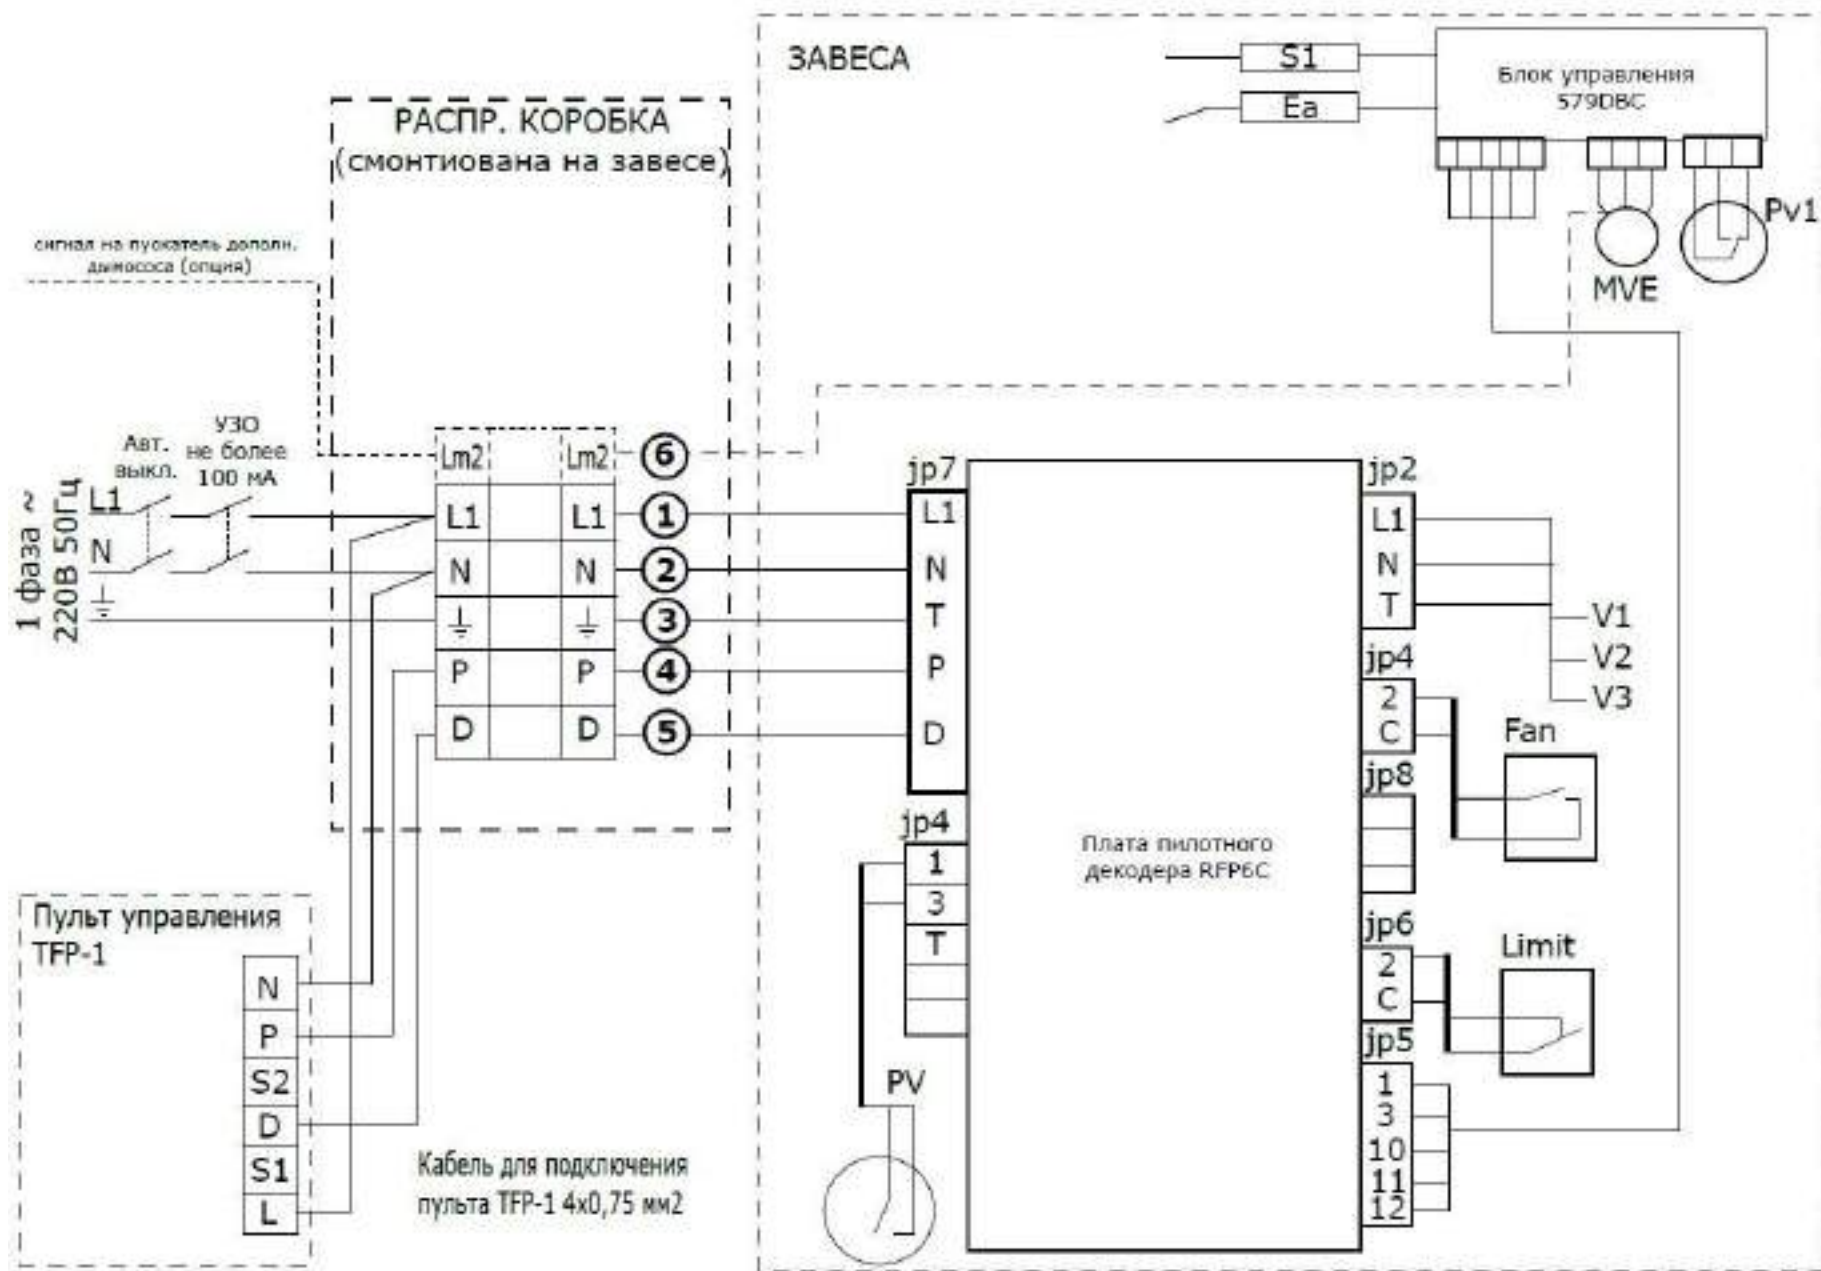 ЗАВЕСА
S1
Ea
Блок управления
579DBC
Pv1
MVE
РАСПР. КОРОБКА
(смонтиована на завесе)
сигнал на пускатель дополн.
дымососа (опция)
1 фаза ~
220В 50Гц
Авт.
выкл.
УЗО
не более
100 мА
L1
N
Lm2 Lm2 6
L1 L1 1
N N 2
3
P P 4
D D 5
jp7
L1
N
T
P
D
jp4
1
3
T
PV
Плата пилотного
декодера RFP6C
jp2
L1
N
T
V1
V2
V3
jp4
2
C
Fan
jp8
jp6
2
C
Limit
jp5
1
3
10
11
12
Пульт управления
TFP-1
N
P
S2
D
S1
L
Кабель для подключения
пульта TFP-1 4х0,75 мм2